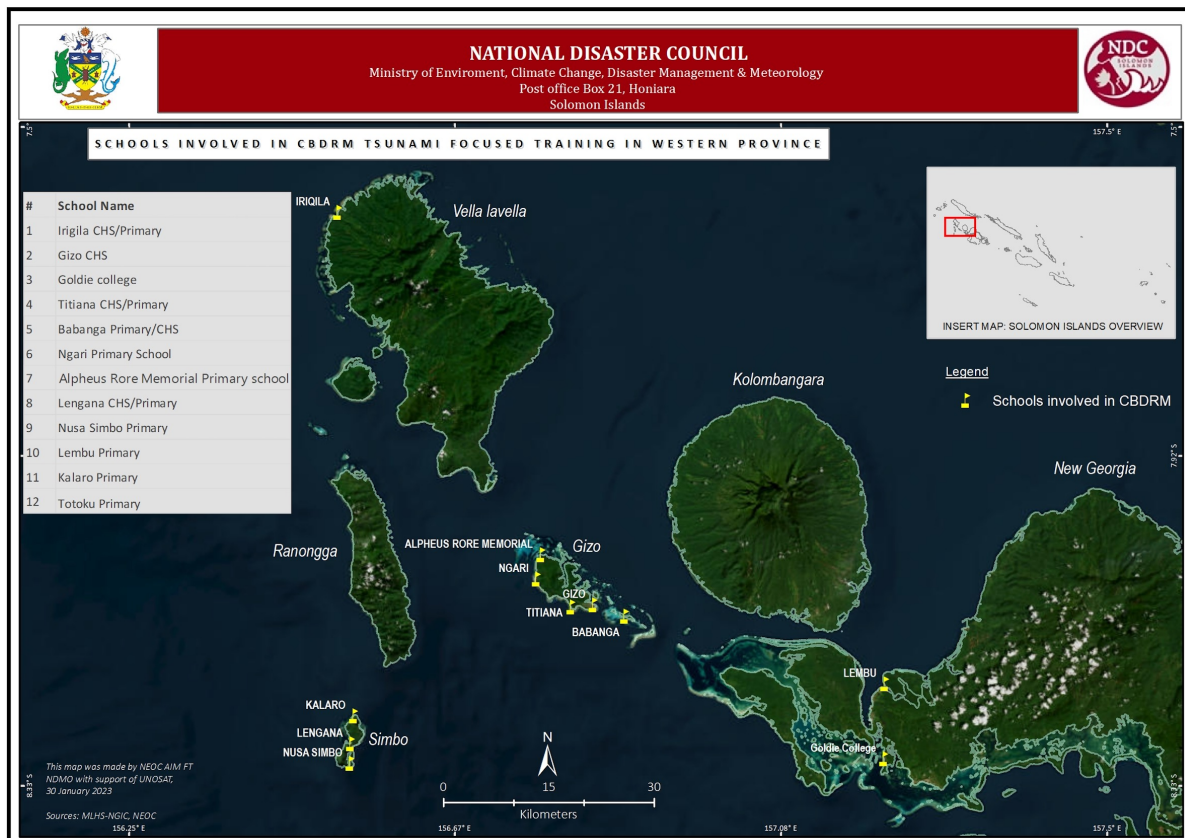 NATIONAL DISASTER COUNCIL
Ministry of Enviroment, Climate Change, Disaster Management & Meteorology
Post office Box 21, Honiara
Solomon Islands
NDC
SOLOMON
ISLANDS
7.5°
157.5° E
7.5°
SCHOOLS INVOLVED IN CBDRM TSUNAMI FOCUSED TRAINING IN WESTERN PROVINCE
# School Name
1 Irigila CHS/Primary
2 Gizo CHS
3 Goldie college
4 Titiana CHS/Primary
5 Babanga Primary/CHS
6 Ngari Primary School
7 Alpheus Rore Memorial Primary school
8 Lengana CHS/Primary
9 Nusa Simbo Primary
10 Lembu Primary
11 Kalaro Primary
12 Totoku Primary
IRIQILA
Vella lavella
INSERT MAP: SOLOMON ISLANDS OVERVIEW
Legend
Schools involved in CBDRM
Kolombangara
New Georgia
7.92° S
Ranongga
ALPHEUS RORE MEMORIAL
Gizo
NGARI
GIZO
TITIANA
BABANGA
LEMBU
Goldie College
KALARO
LENGANA
Simbo
NUSA SIMBO
N
0 15 30
Kilometers
This map was made by NEOC AIM FT
NDMO with support of UNOSAT,
30 January 2023
Sources: MLHS-NGIC, NEOC
8.33° S
8.33° S
156.25° E
156.67° E
157.08° E
157.5° E